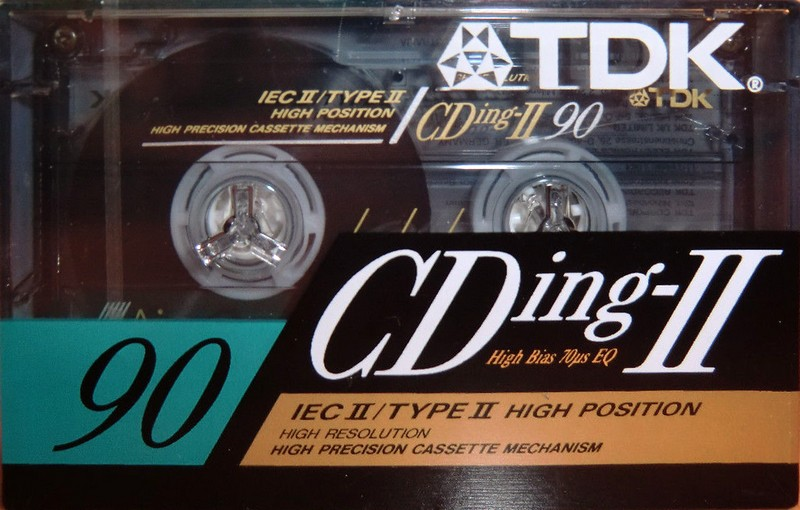 TDK®
TDK
IEC II/TYPE II
HIGH POSITION
HIGH PRECISION CASSETTE MECHANISM
CDing-II 90
CDing-II
High Bias 70µs EQ
90
IEC II/TYPE II HIGH POSITION
HIGH RESOLUTION
HIGH PRECISION CASSETTE MECHANISM